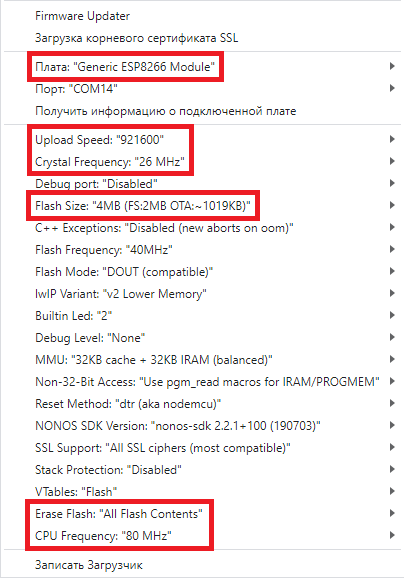 Firmware Updater
Загрузка корневого сертификата SSL
Плата: "Generic ESP8266 Module"
Порт: "COM14"
Получить информацию о подключенной плате
Upload Speed: "921600"
Crystal Frequency: "26 MHz"
Debug port: "Disabled"
Flash Size: "4MB (FS:2MB OTA:~1019KB)"
C++ Exceptions: "Disabled (new aborts on oom)"
Flash Frequency: "40MHz"
Flash Mode: "DOUT (compatible)"
lwIP Variant: "v2 Lower Memory"
Builtin Led: "2"
Debug Level: "None"
MMU: "32KB cache + 32KB IRAM (balanced)"
Non-32-Bit Access: "Use pgm_read macros for IRAM/PROGMEM"
Reset Method: "dtr (aka nodemcu)"
NONOS SDK Version: "nonos-sdk 2.2.1+100 (190703)"
SSL Support: "All SSL ciphers (most compatible)"
Stack Protection: "Disabled"
VTables: "Flash"
Erase Flash: "All Flash Contents"
CPU Frequency: "80 MHz"
Записать Загрузчик